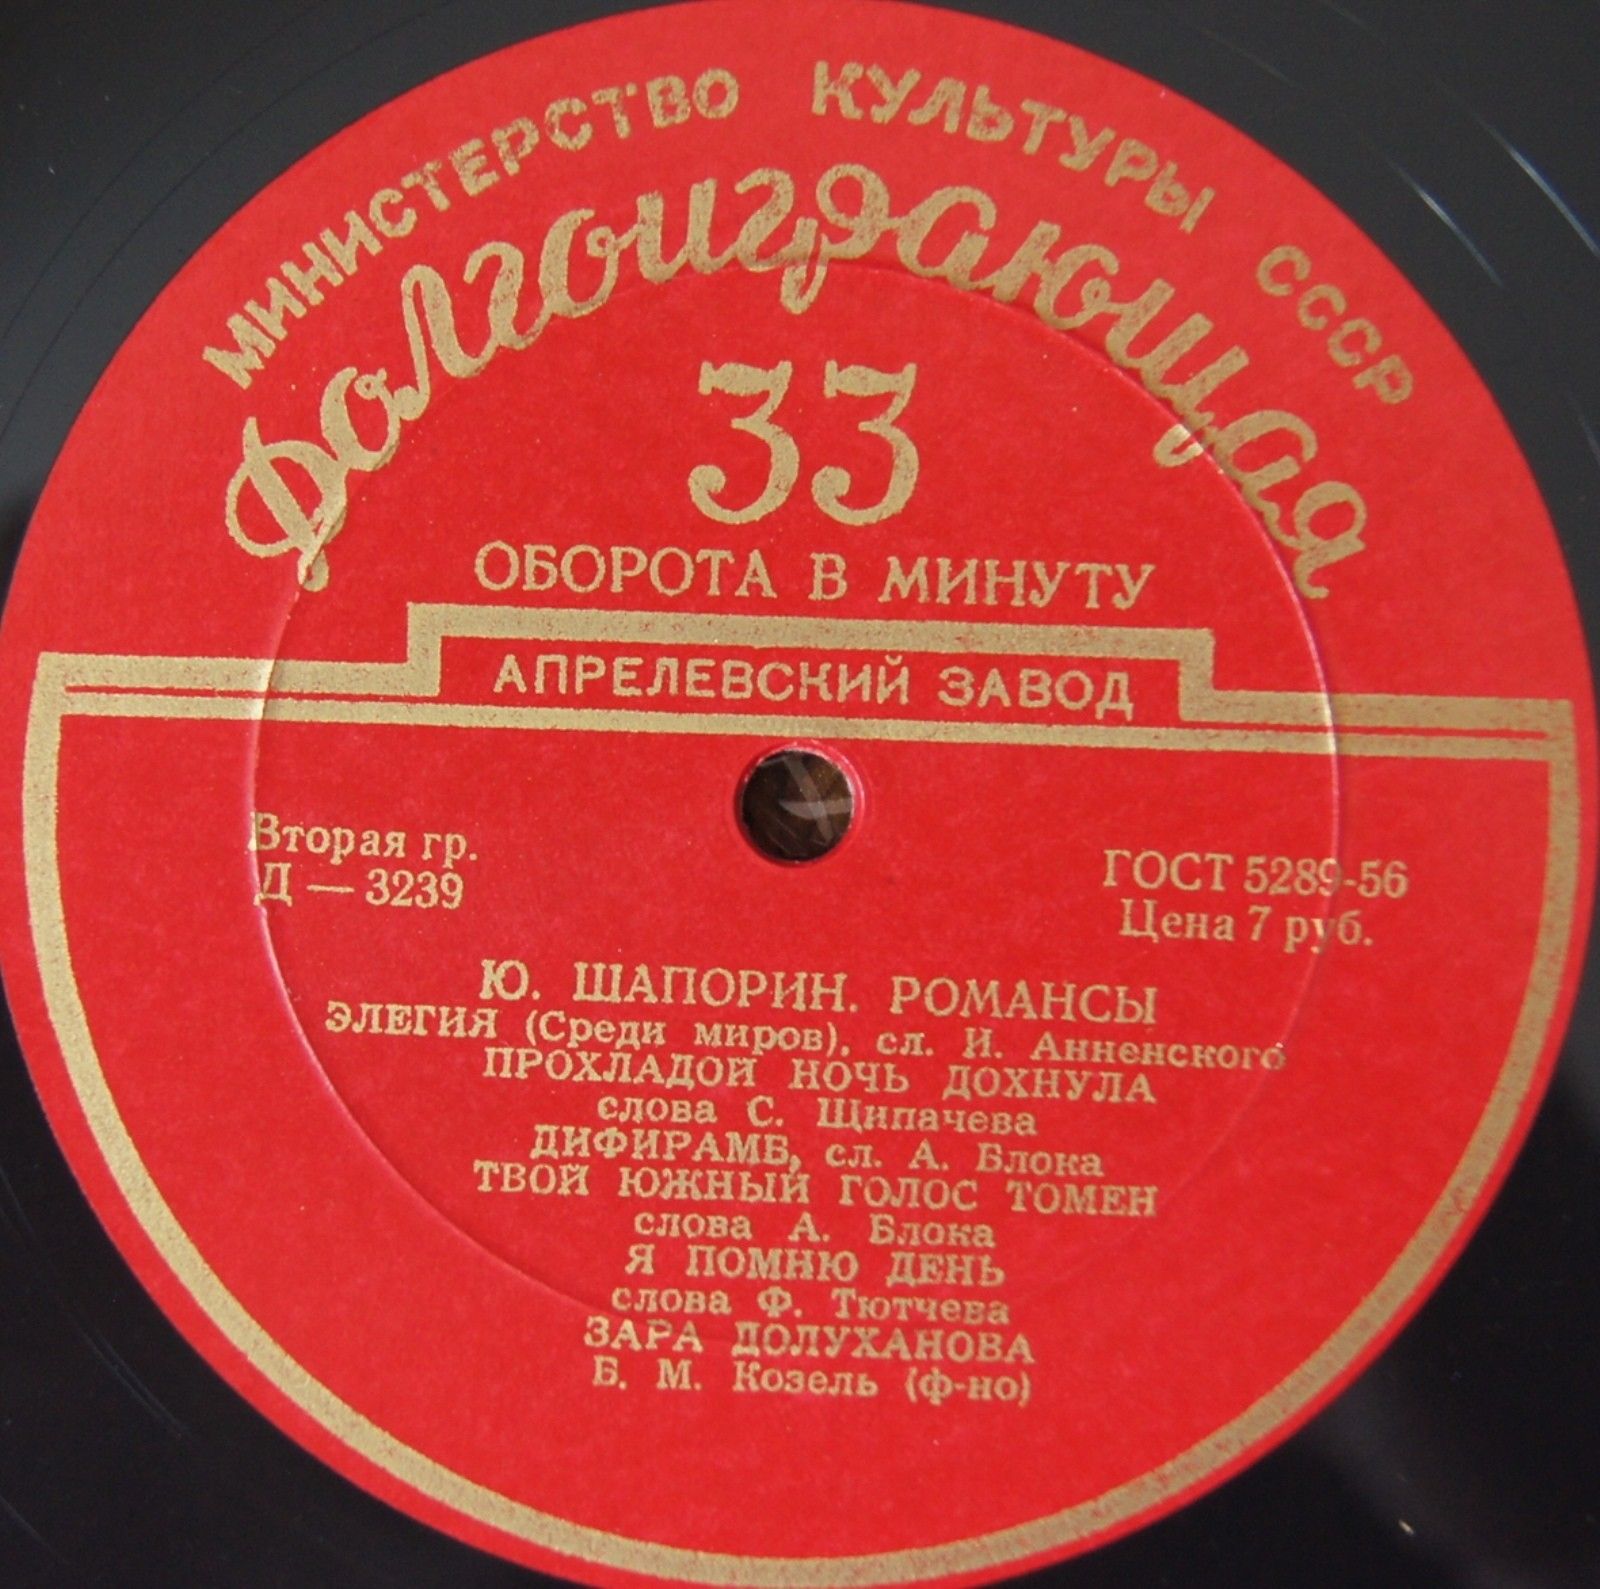 МИНИСТЕРСТВО КУЛЬТУРЫ СССР
Долгоиграющая
33
ОБОРОТА В МИНУТУ
АПРЕЛЕВСКИЙ ЗАВОД
Вторая гр.
Д — 3239
ГОСТ 5289-56
Цена 7 руб.
Ю. ШАПОРИН. РОМАНСЫ
ЭЛЕГИЯ (Среди миров), сл. И. Анненского
ПРОХЛАДОЙ НОЧЬ ДОХНУЛА
слова С. Щипачева
ДИФИРАМБ, сл. А. Блока
ТВОЙ ЮЖНЫЙ ГОЛОС ТОМЕН
слова А. Блока
Я ПОМНЮ ДЕНЬ
слова Ф. Тютчева
ЗАРА ДОЛУХАНОВА
Б. М. Козель (ф-но)